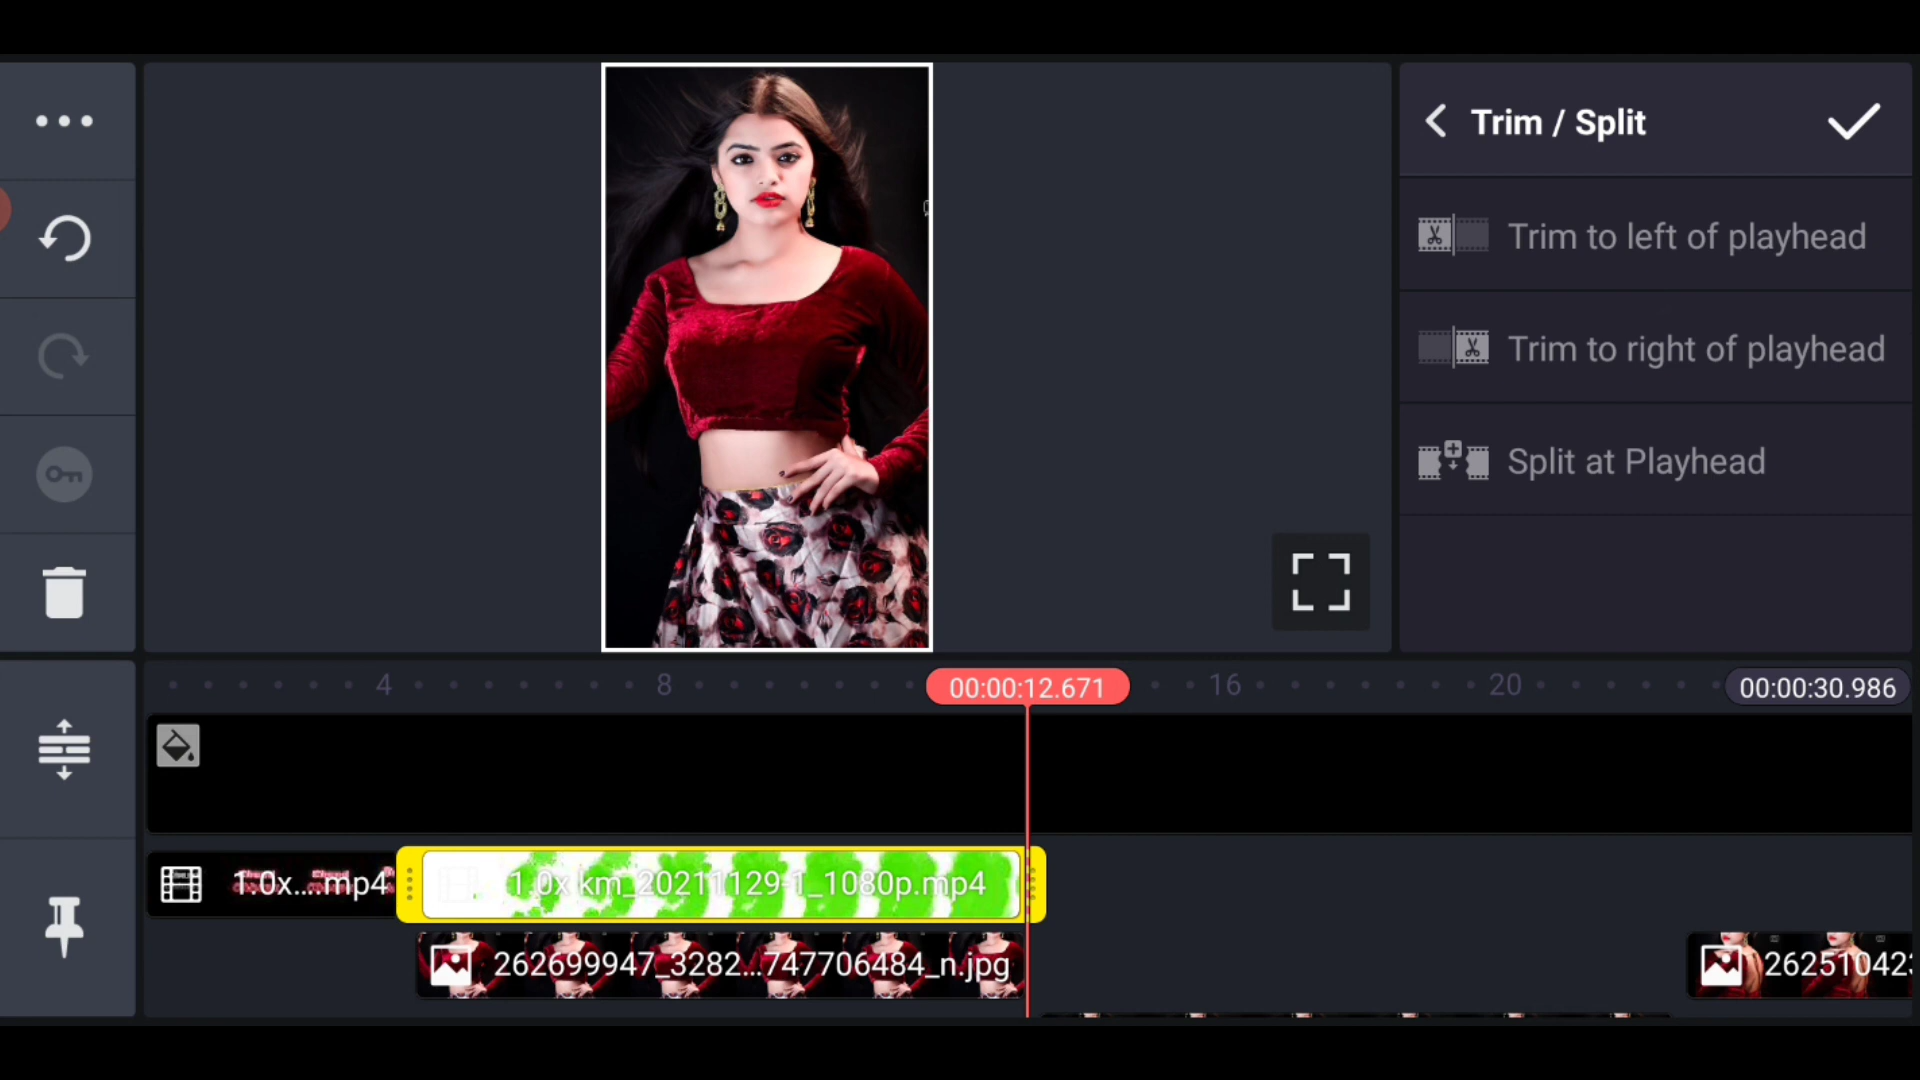 Trim / Split
Trim to left of playhead
Trim to right of playhead
Split at Playhead
4
8
00:00:12.671
16
20
00:00:30.986
1.0x....mp4
1.0x km_20211129-1_1080p.mp4
262699947_3282...747706484_n.jpg
262510423